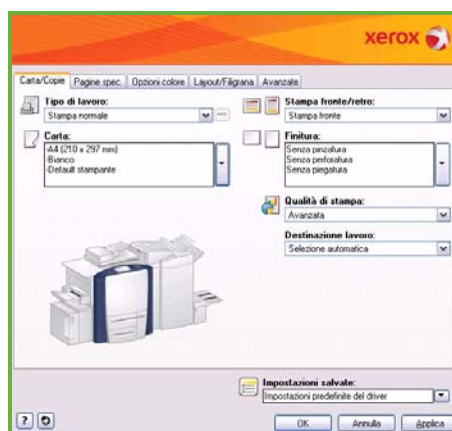 xerox
Carta/Copie Pagine spec. Opzioni colore Layout/Filigrana Avanzate
Tipo di lavoro:
Stampa normale
Carta:
-A4 (210 x 297 mm)
-Bianco
-Default stampante
Stampa fronte/retro:
Stampa fronte
Finitura:
Senza pinzatura
Senza perforatura
Senza piegatura
Qualità di stampa:
Avanzata
Destinazione lavoro:
Selezione automatica
Impostazioni salvate:
Impostazioni predefinite del driver
? OK Annulla Applica